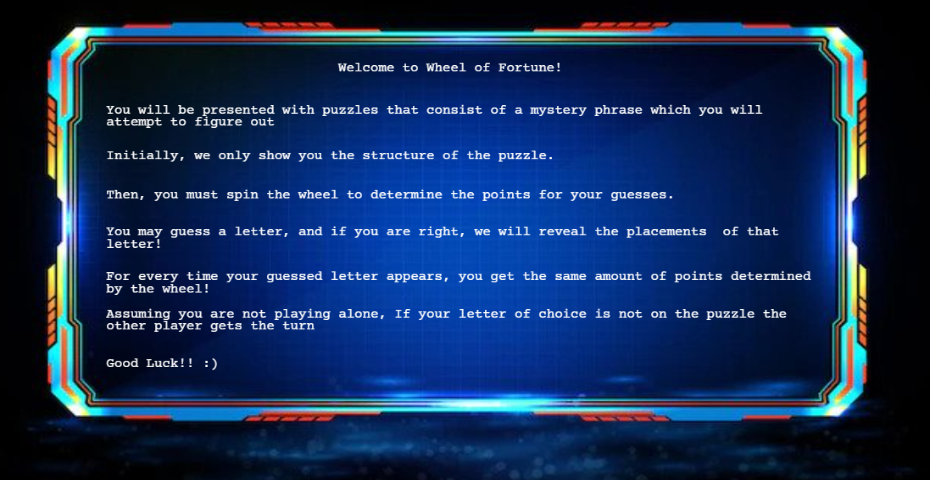 Welcome to Wheel of Fortune!
You will be presented with puzzles that consist of a mystery phrase which you will
attempt to figure out
Initially, we only show you the structure of the puzzle.
Then, you must spin the wheel to determine the points for your guesses.
You may guess a letter, and if you are right, we will reveal the placements  of that
letter!
For every time your guessed letter appears, you get the same amount of points determined
by the wheel!
Assuming you are not playing alone, If your letter of choice is not on the puzzle the
other player gets the turn
Good Luck!! :)